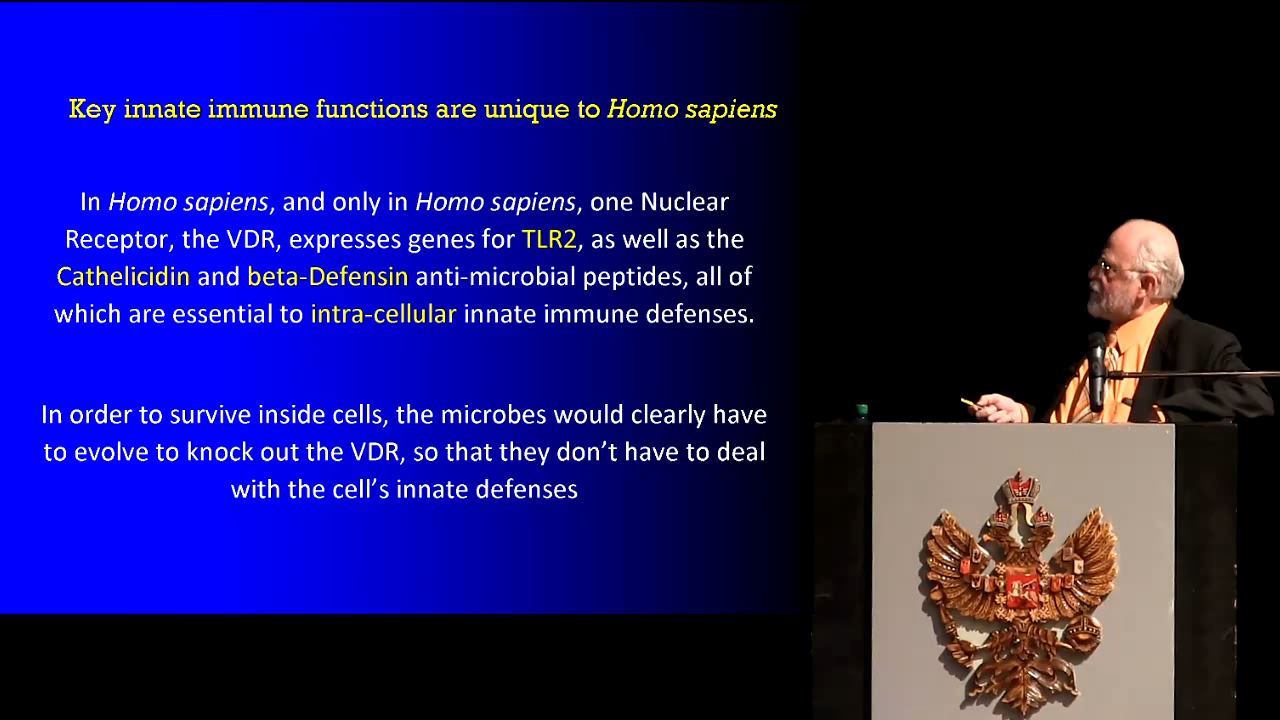 Key innate immune functions are unique to Homo sapiens
In Homo sapiens, and only in Homo sapiens, one Nuclear
Receptor, the VDR, expresses genes for TLR2, as well as the
Cathelicidin and beta-Defensin anti-microbial peptides, all of
which are essential to intra-cellular innate immune defenses.
In order to survive inside cells, the microbes would clearly have
to evolve to knock out the VDR, so that they don’t have to deal
with the cell’s innate defenses